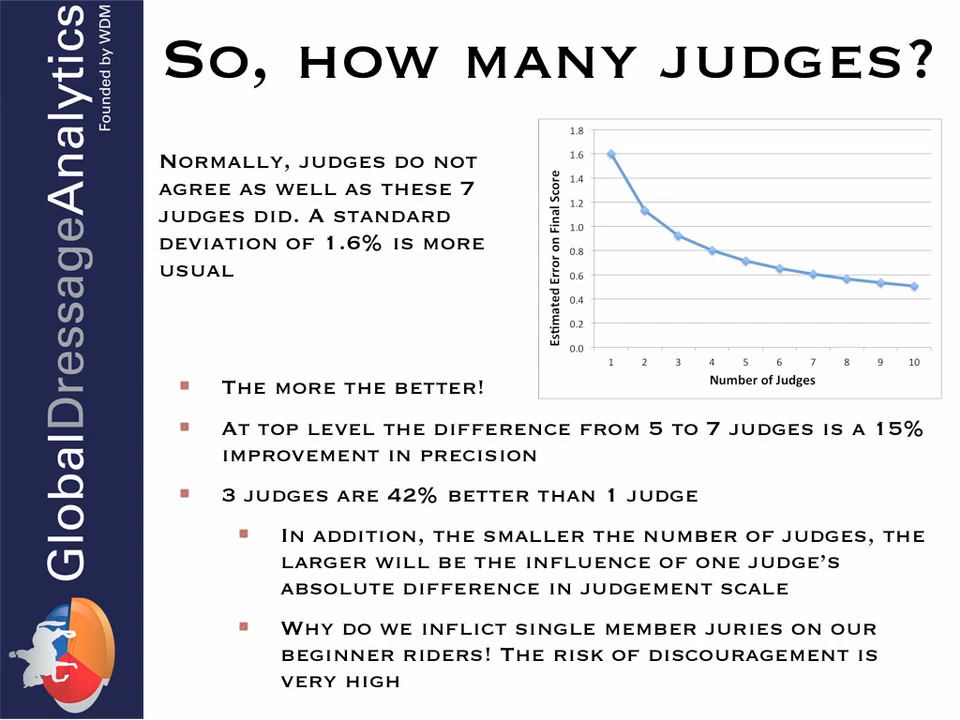 GlobalDressageAnalytics
Founded by WDM
So, how many judges?
Normally, judges do not
agree as well as these 7
judges did. A standard
deviation of 1.6% is more
usual
Estimated Error on Final Score
1.8
1.6
1.4
1.2
1.0
0.8
0.6
0.4
0.2
0.0
1 2 3 4 5 6 7 8 9 10
Number of Judges
The more the better!
At top level the difference from 5 to 7 judges is a 15%
improvement in precision
3 judges are 42% better than 1 judge
In addition, the smaller the number of judges, the
larger will be the influence of one judge’s
absolute difference in judgement scale
Why do we inflict single member juries on our
beginner riders! The risk of discouragement is
very high